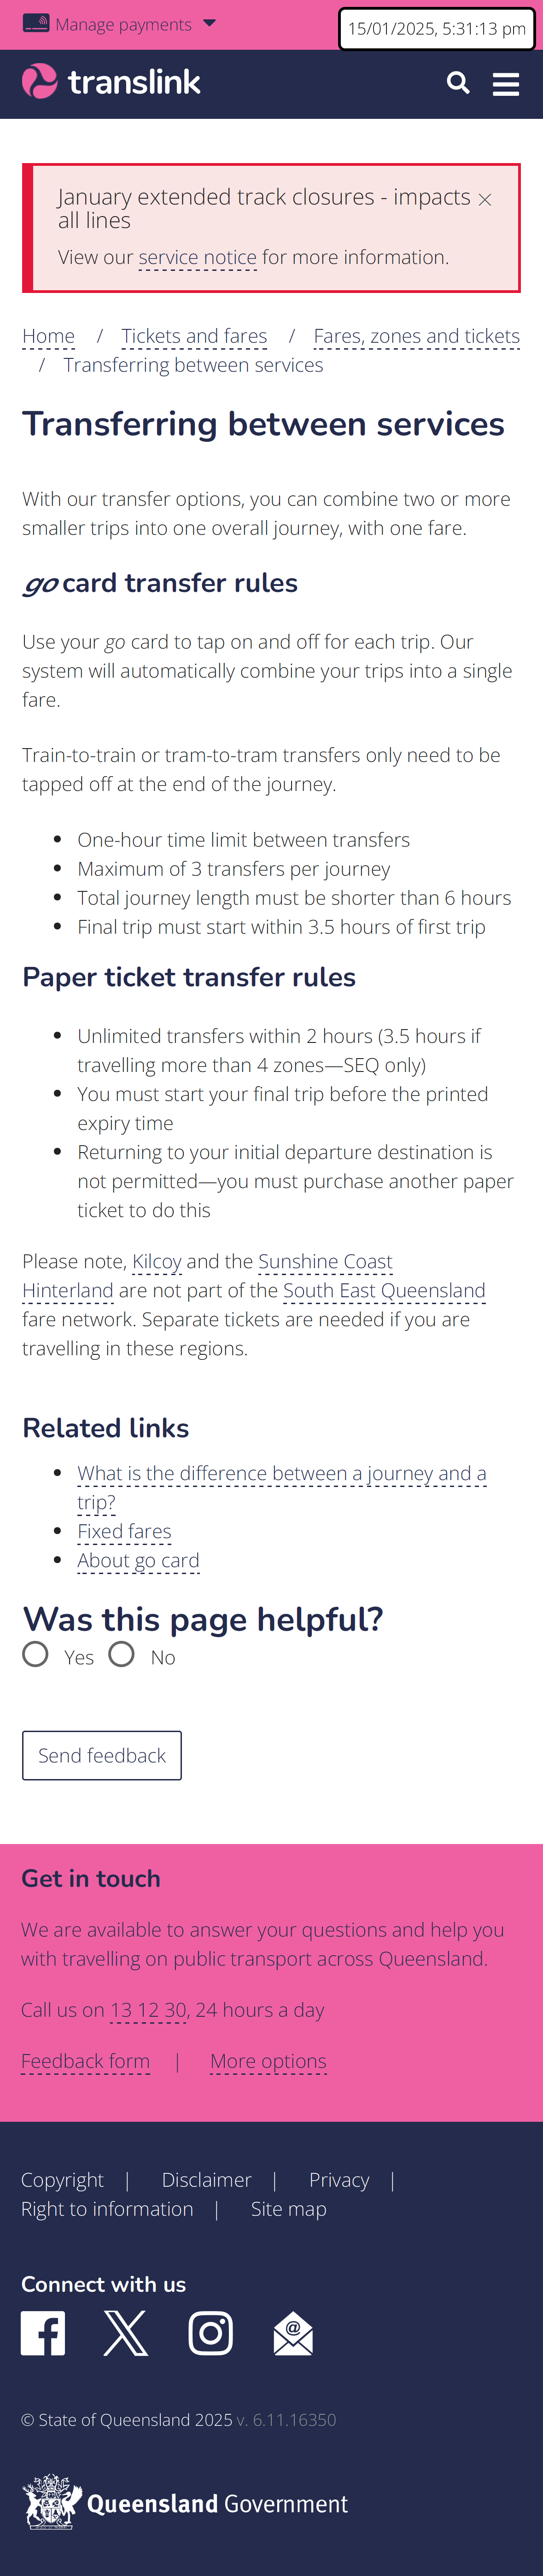 Manage payments
15/01/2025, 5:31:13 pm
translink
January extended track closures - impacts
all lines
View our service notice for more information.
Home / Tickets and fares / Fares, zones and tickets
/ Transferring between services
Transferring between services
With our transfer options, you can combine two or more
smaller trips into one overall journey, with one fare.
go card transfer rules
Use your go card to tap on and off for each trip. Our
system will automatically combine your trips into a single
fare.
Train-to-train or tram-to-tram transfers only need to be
tapped off at the end of the journey.
• One-hour time limit between transfers
• Maximum of 3 transfers per journey
• Total journey length must be shorter than 6 hours
• Final trip must start within 3.5 hours of first trip
Paper ticket transfer rules
• Unlimited transfers within 2 hours (3.5 hours if
travelling more than 4 zones—SEQ only)
• You must start your final trip before the printed
expiry time
• Returning to your initial departure destination is
not permitted—you must purchase another paper
ticket to do this
Please note, Kilcoy and the Sunshine Coast
Hinterland are not part of the South East Queensland
fare network. Separate tickets are needed if you are
travelling in these regions.
Related links
• What is the difference between a journey and a
trip?
• Fixed fares
• About go card
Was this page helpful?
Yes No
Send feedback
Get in touch
We are available to answer your questions and help you
with travelling on public transport across Queensland.
Call us on 13 12 30, 24 hours a day
Feedback form | More options
Copyright | Disclaimer | Privacy |
Right to information | Site map
Connect with us
© State of Queensland 2025 v. 6.11.16350
Queensland Government